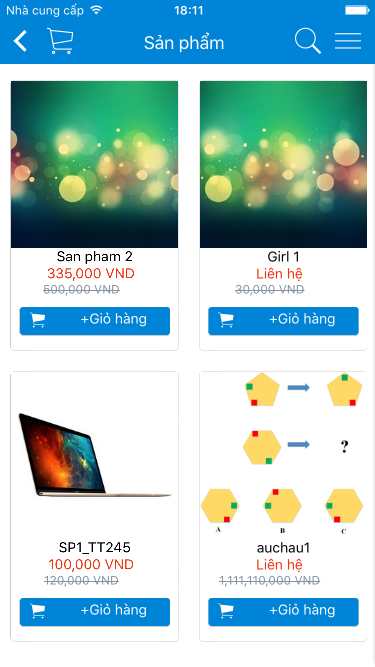 Nhà cung cấp 18:11
Sản phẩm
San pham 2
335,000 VND
500,000 VND
+Giỏ hàng
Girl 1
Liên hệ
30,000 VND
+Giỏ hàng
SP1_TT245
100,000 VND
120,000 VND
+Giỏ hàng
?
A B C
auchau1
Liên hệ
1,111,110,000 VND
+Giỏ hàng